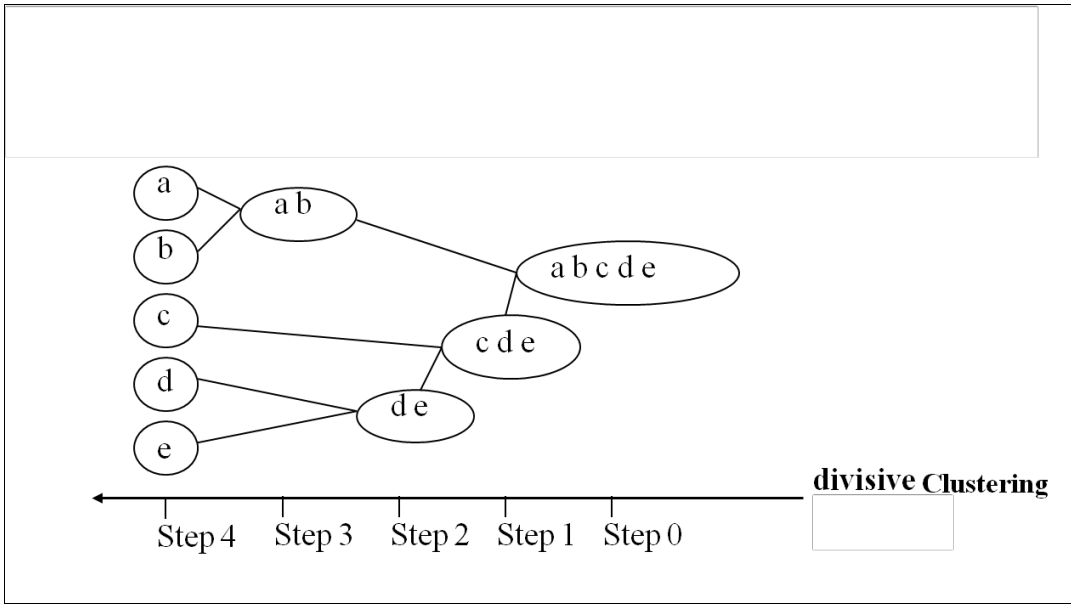 a
a b
b
a b c d e
c
c d e
d
d e
e
divisive Clustering
Step 4 Step 3 Step 2 Step 1 Step 0